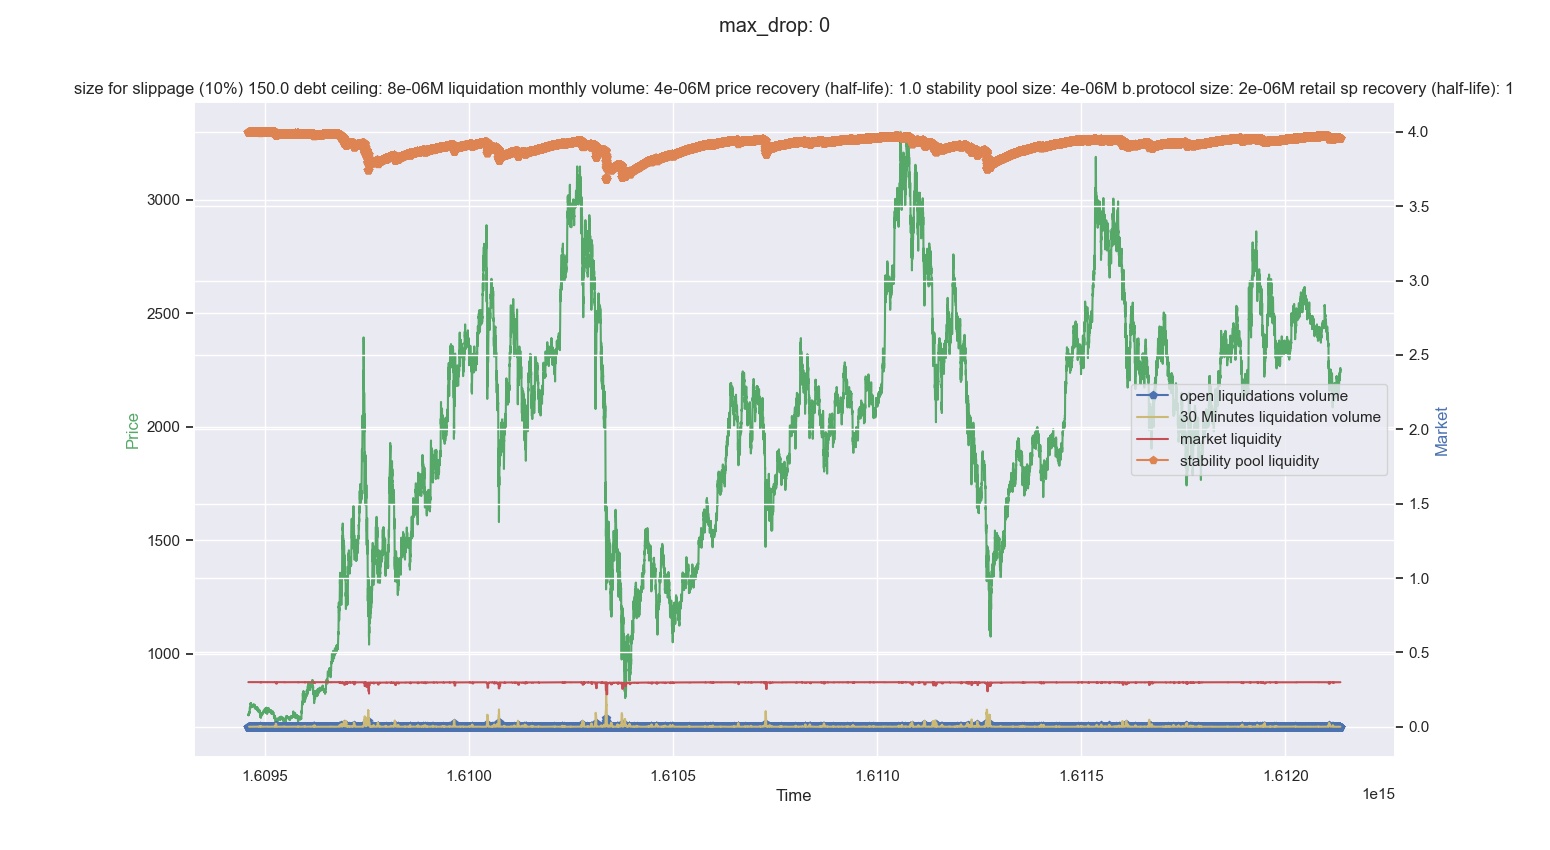 max_drop: 0
size for slippage (10%) 150.0 debt ceiling: 8e-06M liquidation monthly volume: 4e-06M price recovery (half-life): 1.0 stability pool size: 4e-06M b.protocol size: 2e-06M retail sp recovery (half-life): 1
4.0
3000
3.5
3.0
2500
2.5
open liquidations volume
30 Minutes liquidation volume
market liquidity
stability pool liquidity
Price
2000
2.0
Market
1.5
1500
1.0
1000
0.5
0.0
1.6095 1.6100 1.6105 1.6110 1.6115 1.6120
Time
1e15